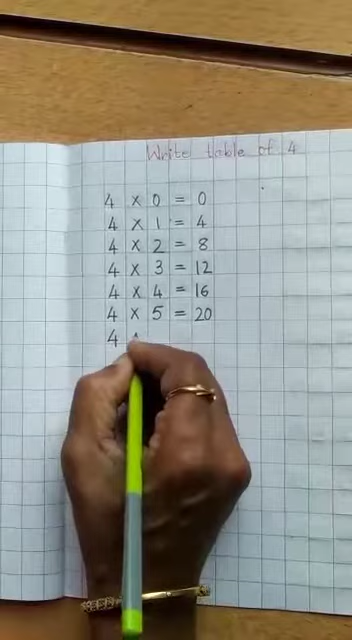 Write table of 4
4 × 0 = 0
4 × 1 = 4
4 × 2 = 8
4 × 3 = 12
4 × 4 = 16
4 × 5 = 20
4